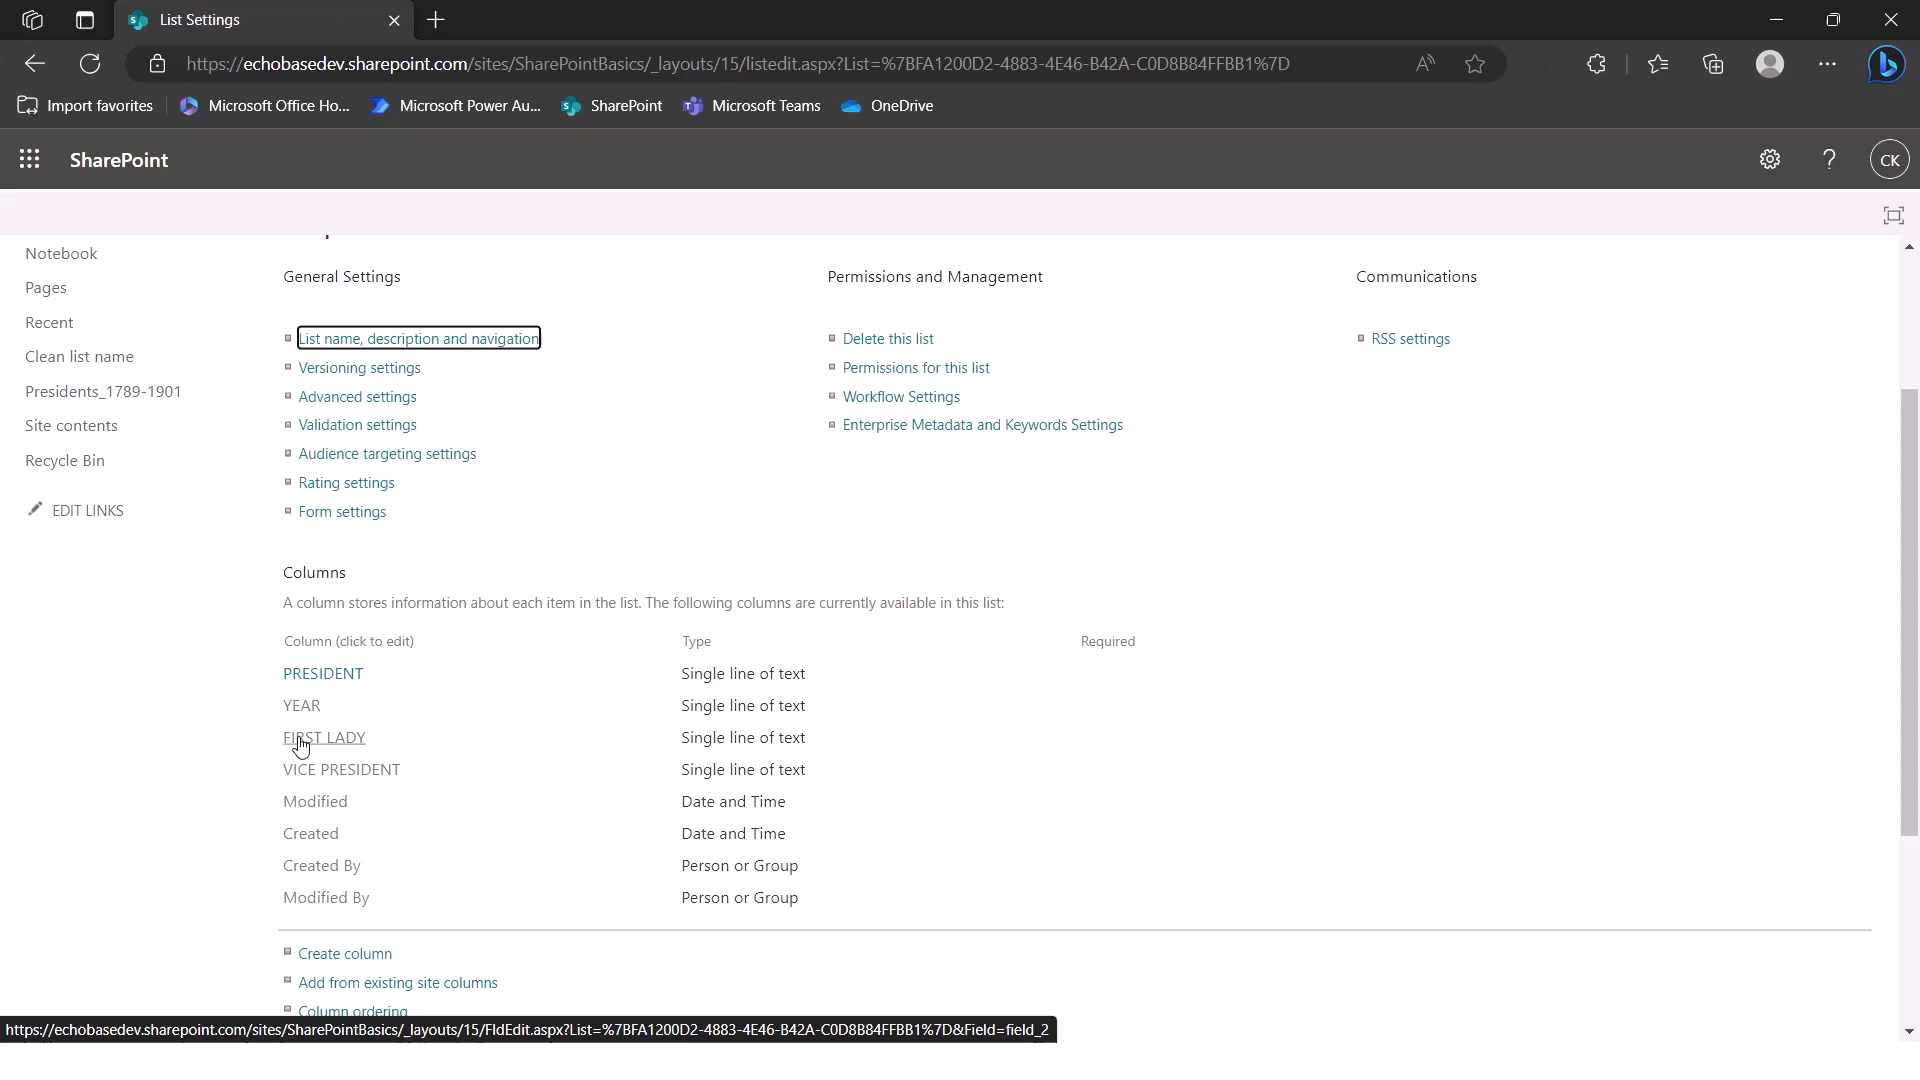 List Settings
https://echobasedev.sharepoint.com/sites/SharePointBasics/_layouts/15/listedit.aspx?List=%7BFA1200D2-4883-4E46-B42A-C0D8B84FFBB1%7D
Import favorites
Microsoft Office Ho...
Microsoft Power Au...
SharePoint
Microsoft Teams
OneDrive
SharePoint
CK
Notebook
Pages
Recent
Clean list name
Presidents_1789-1901
Site contents
Recycle Bin
EDIT LINKS
General Settings
List name, description and navigation
Versioning settings
Advanced settings
Validation settings
Audience targeting settings
Rating settings
Form settings
Permissions and Management
Delete this list
Permissions for this list
Workflow Settings
Enterprise Metadata and Keywords Settings
Communications
RSS settings
Columns
A column stores information about each item in the list. The following columns are currently available in this list:
Column (click to edit) Type Required
PRESIDENT Single line of text
YEAR Single line of text
FIRST LADY Single line of text
VICE PRESIDENT Single line of text
Modified Date and Time
Created Date and Time
Created By Person or Group
Modified By Person or Group
Create column
Add from existing site columns
Column ordering
https://echobasedev.sharepoint.com/sites/SharePointBasics/_layouts/15/FldEdit.aspx?List=%7BFA1200D2-4883-4E46-B42A-C0D8B84FFBB1%7D&Field=field_2